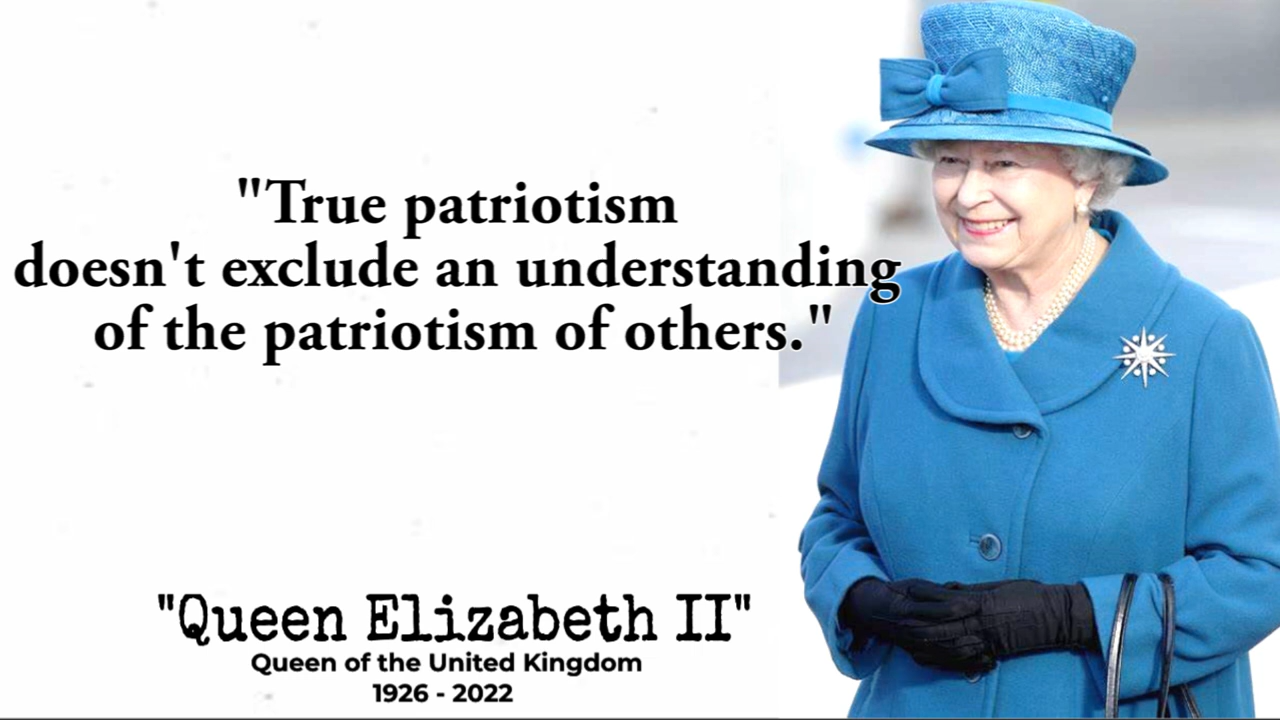 "True patriotism
doesn't exclude an understanding
of the patriotism of others."
"Queen Elizabeth II"
Queen of the United Kingdom
1926 - 2022